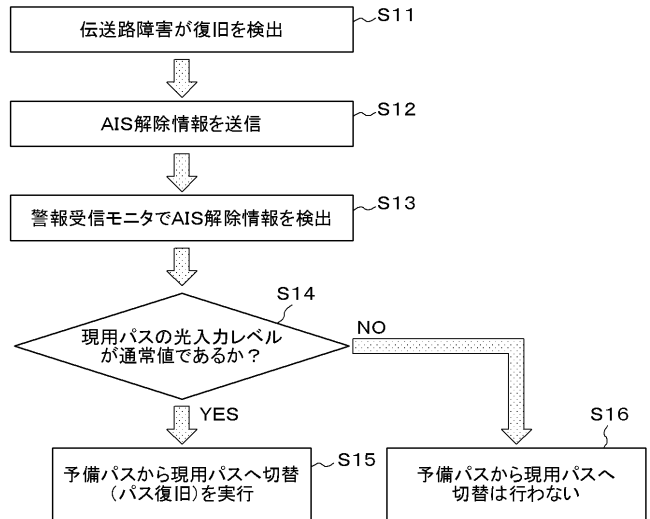 伝送路障害が復旧を検出
S11
AIS解除情報を送信
S12
警報受信モニタでAIS解除情報を検出
S13
S14
現用パスの光入力レベル
が通常値であるか？
NO
YES
S16
予備パスから現用パスへ切替
（パス復旧）を実行
S15
予備パスから現用パスへ
切替は行わない